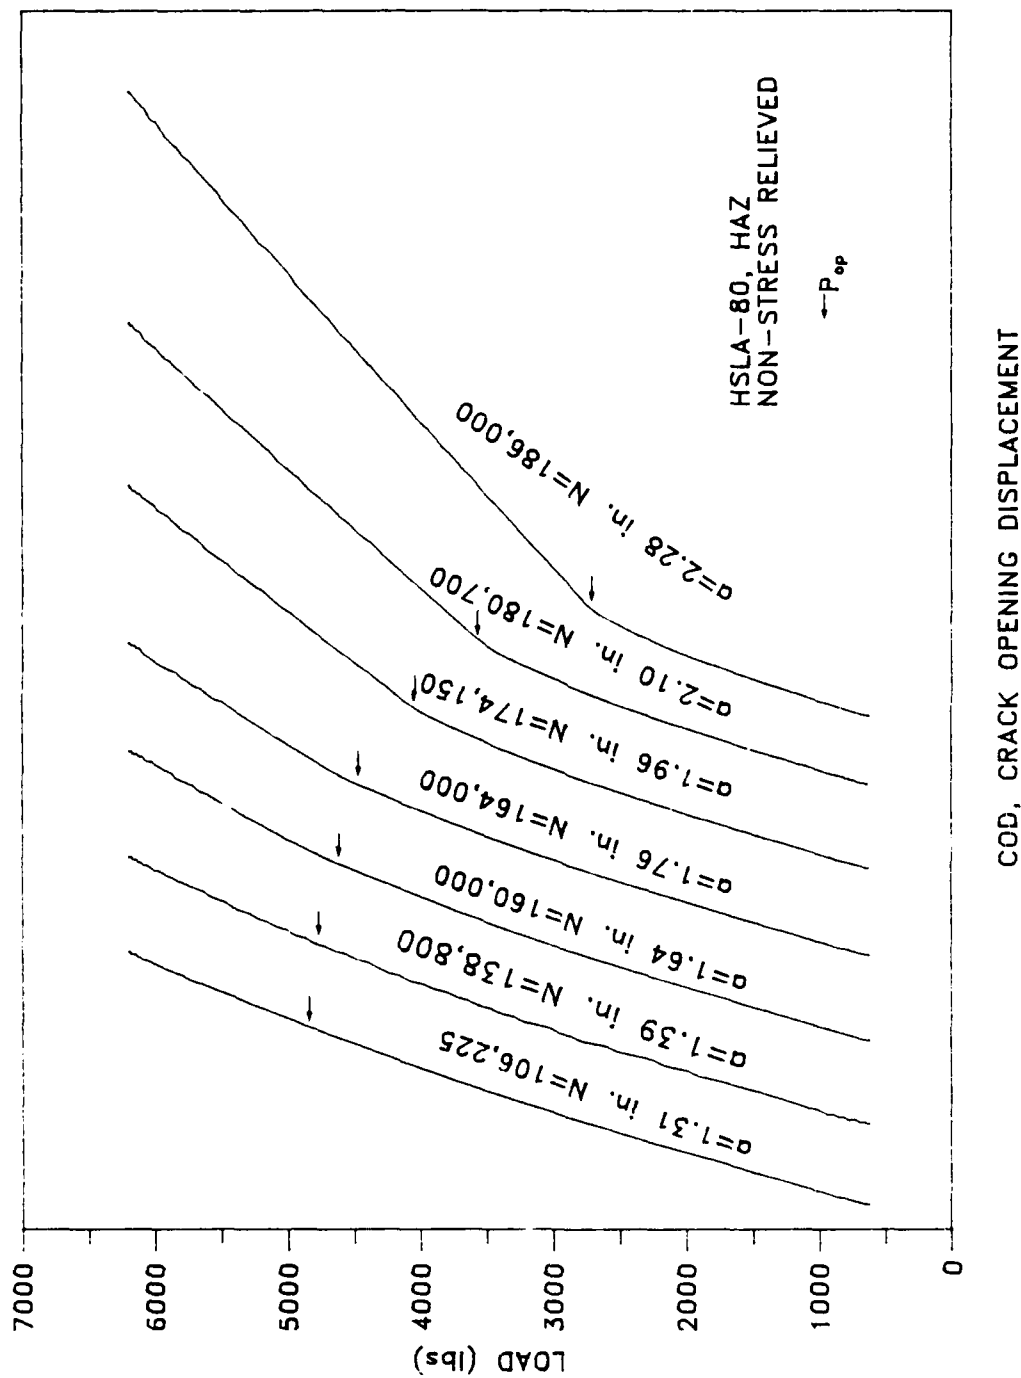 7000
6000
5000
4000
3000
2000
1000
0
LOAD (lbs)
a=1.31 in. N=106,225
a=1.39 in. N=138,800
a=1.64 in. N=160,000
a=1.76 in. N=164,000
a=1.96 in. N=174,150
a=2.10 in. N=180,700
a=2.28 in. N=186,000
HSLA-80, HAZ
NON-STRESS RELIEVED
←Pop
COD, CRACK OPENING DISPLACEMENT